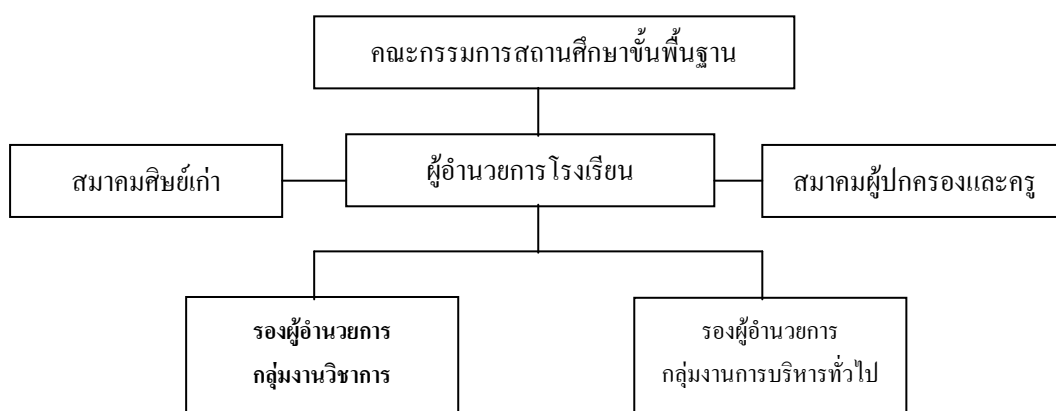 คณะกรรมการสถานศึกษาขั้นพื้นฐาน
ผู้อำนวยการโรงเรียน
สมาคมศิษย์เก่า
สมาคมผู้ปกครองและครู
รองผู้อำนวยการ
กลุ่มงานวิชาการ
รองผู้อำนวยการ
กลุ่มงานการบริหารทั่วไป